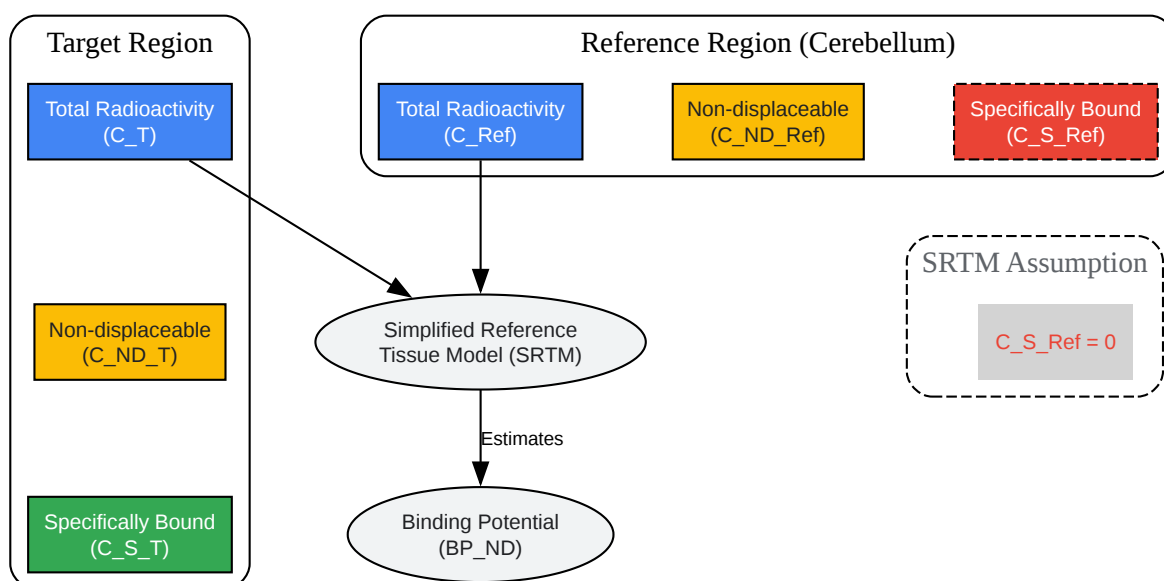 Target Region
Reference Region (Cerebellum)
Total Radioactivity
(C_T)
Total Radioactivity
(C_Ref)
Non-displaceable
(C_ND_Ref)
Specifically Bound
(C_S_Ref)
SRTM Assumption
Non-displaceable
(C_ND_T)
Simplified Reference
Tissue Model (SRTM)
C_S_Ref = 0
Estimates
Specifically Bound
(C_S_T)
Binding Potential
(BP_ND)